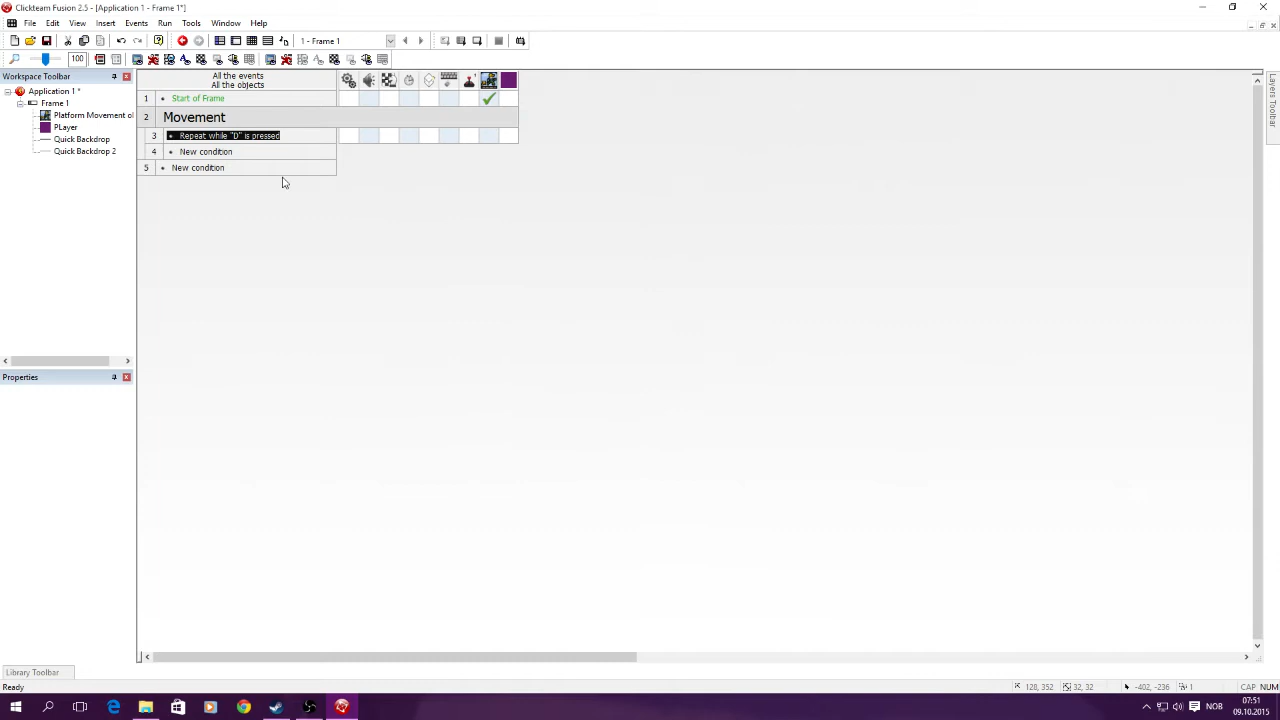 Clickteam Fusion 2.5 - [Application 1 - Frame 1*]
File Edit View Insert Events Run Tools Window Help
1 - Frame 1
100
Workspace Toolbar
Application 1 *
Frame 1
Platform Movement ol
PLayer
Quick Backdrop
Quick Backdrop 2
Properties
All the events
All the objects
1 • Start of Frame
2 Movement
3 • Repeat while "D" is pressed
4 • New condition
5 • New condition
Layers Toolbar
Library Toolbar
Ready
128, 352 32, 32 -402, -236 1 CAP NUM
NOB
07:51
09.10.2015